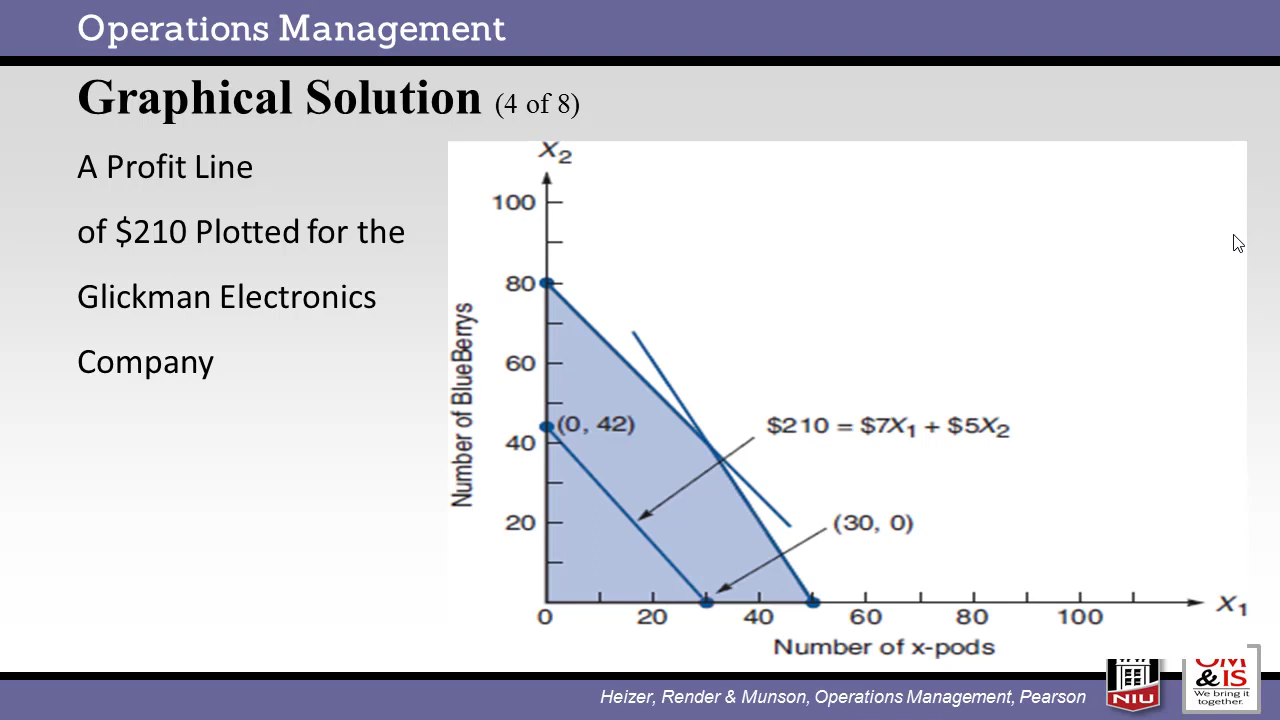 Operations Management
Graphical Solution (4 of 8)
A Profit Line
of $210 Plotted for the
Glickman Electronics
Company
X2
100
80
60
40
20
0
Number of BlueBerrys
(0, 42)
$210 = $7X1 + $5X2
(30, 0)
20
40
60
80
100
X1
Number of x-pods
Heizer, Render & Munson, Operations Management, Pearson
NIU
OM
& IS
We bring it
together.